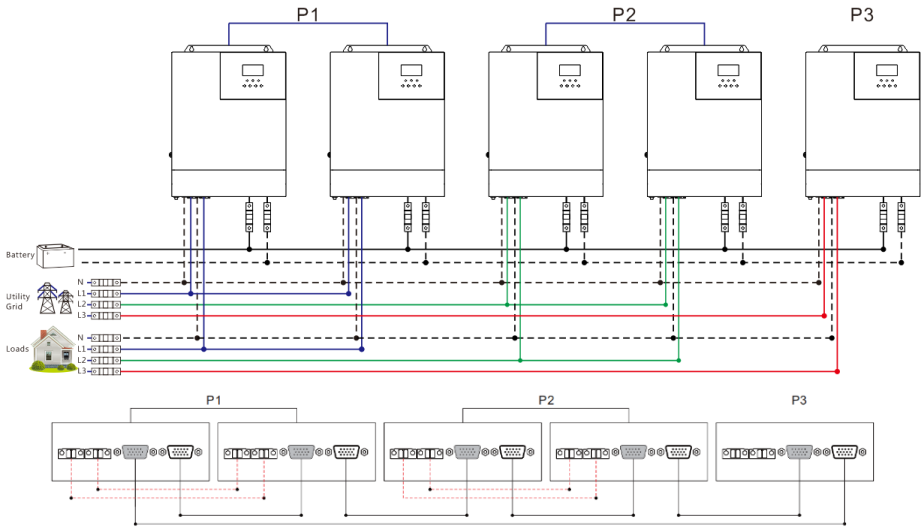 P1 P2 P3
Battery
Utility
Grid
N
L1
L2
L3
Loads
N
L1
L2
L3
P1 P2 P3